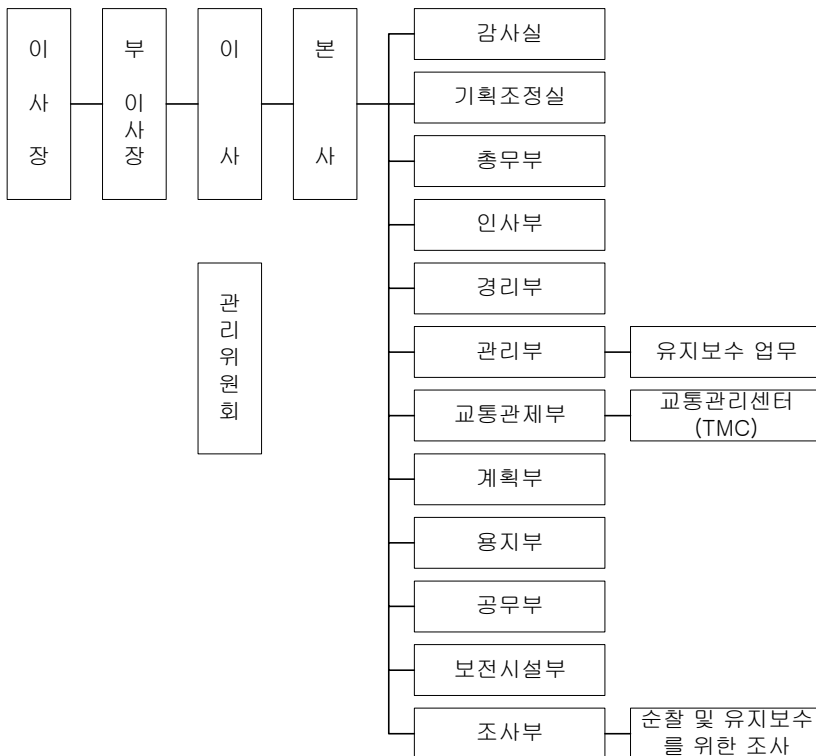 이사장
부이사장
이사
본사
관리위원회
감사실
기획조정실
총무부
인사부
경리부
관리부
유지보수 업무
교통관제부
교통관리센터
(TMC)
계획부
용지부
공무부
보전시설부
조사부
순찰 및 유지보수
를 위한 조사